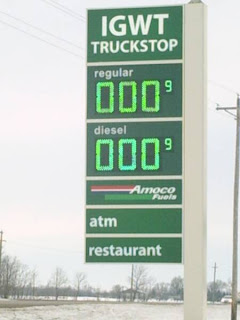 IGWT
TRUCKSTOP
regular
0009
diesel
0009
Amoco
Fuels
atm
restaurant